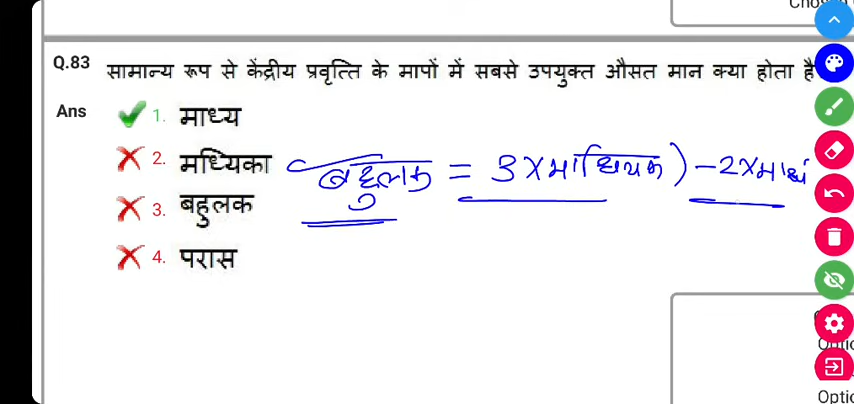 Q.83 सामान्य रूप से केंद्रीय प्रवृत्ति के मापों में सबसे उपयुक्त औसत मान क्या होता है
Ans 1. माध्य
2. मध्यिका
3. बहुलक
4. परास
बहुलक = 3 X माध्यिका) - 2 X माध्य